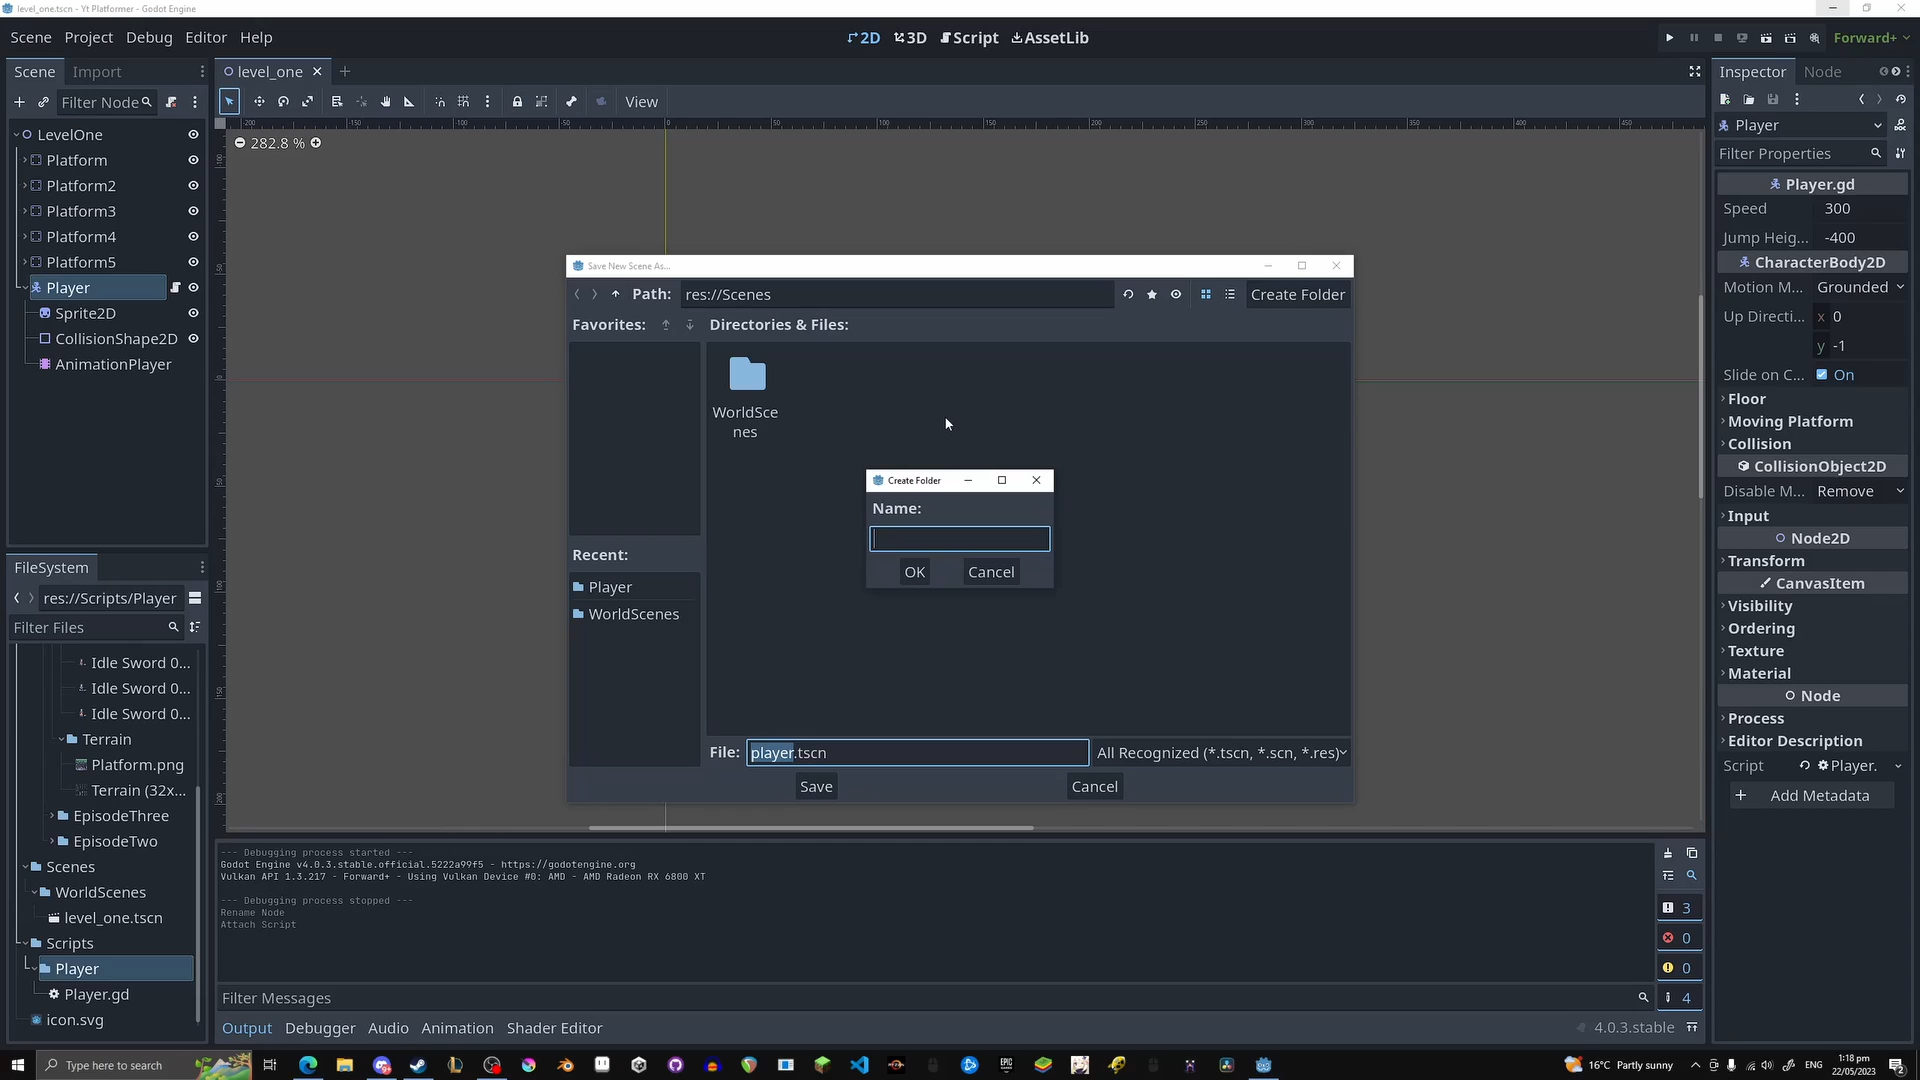 level_one.tscn - Yt Platformer - Godot Engine
Scene Project Debug Editor Help
2D 3D Script AssetLib
Forward+
Scene Import
level_one
Inspector Node
Filter Node
View
Player
Filter Properties
282.8 %
LevelOne
Platform
Platform2
Platform3
Platform4
Platform5
Player
Sprite2D
CollisionShape2D
AnimationPlayer
Save New Scene As...
Path: res://Scenes Create Folder
Favorites: Directories & Files:
WorldSce
nes
Create Folder
Name:
OK Cancel
Recent:
Player
WorldScenes
File: player.tscn All Recognized (*.tscn, *.scn, *.res)
Save Cancel
Player.gd
Speed 300
Jump Heig... -400
CharacterBody2D
Motion M... Grounded
Up Directi... x 0
y -1
Slide on C... On
Floor
Moving Platform
Collision
CollisionObject2D
Disable M... Remove
Input
Node2D
Transform
CanvasItem
Visibility
Ordering
Texture
Material
Node
Process
Editor Description
Script Player.
Add Metadata
FileSystem
res://Scripts/Player
Filter Files
Idle Sword 0...
Idle Sword 0...
Idle Sword 0...
Terrain
Platform.png
Terrain (32x...
EpisodeThree
EpisodeTwo
Scenes
WorldScenes
level_one.tscn
Scripts
Player
Player.gd
icon.svg
--- Debugging process started ---
Godot Engine v4.0.3.stable.official.5222a99f5 - https://godotengine.org
Vulkan API 1.3.217 - Forward+ - Using Vulkan Device #0: AMD - AMD Radeon RX 6800 XT
--- Debugging process stopped ---
Rename Node
Attach Script
3
0
0
4
Filter Messages
Output Debugger Audio Animation Shader Editor
4.0.3.stable
Type here to search
16°C Partly sunny
ENG
1:18 pm
22/05/2023